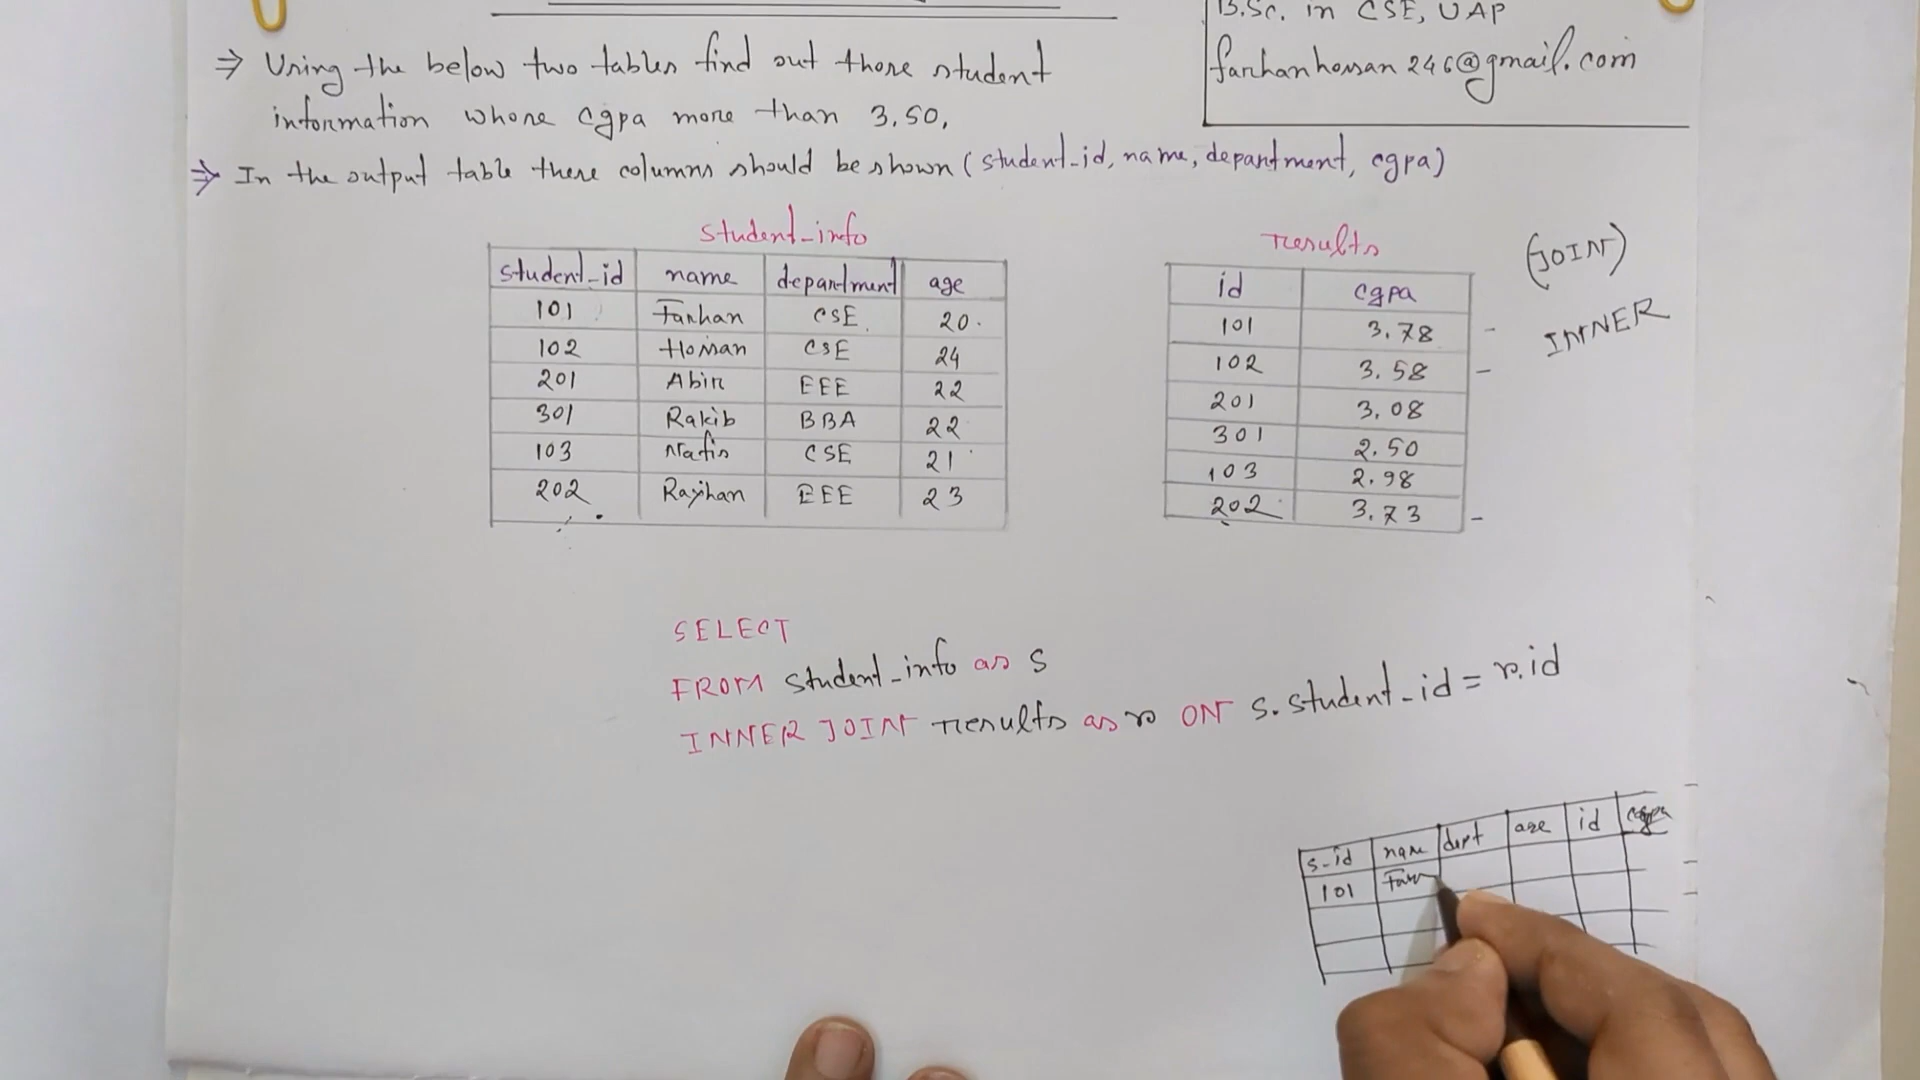 B.Sc. in CSE, UAP
farhanhossan246@gmail.com
⇒ Using the below two tables find out those student
information whose cgpa more than 3.50,
⇒ In the output table these columns should be shown (student_id, name, department, cgpa)
student_info
student_id name department age
101 Farhan CSE 20
102 Hossan CSE 24
201 Abir EEE 22
301 Rakib BBA 22
103 Nafis CSE 21
202 Rayhan EEE 23
results
id cgpa
101 3.78
102 3.58
201 3.08
301 2.50
103 2.98
202 3.73
(JOIN)
INNER
SELECT
FROM student_info as s
INNER JOIN results as r ON s.student_id = r.id
s-id name dept age id cgpa
101